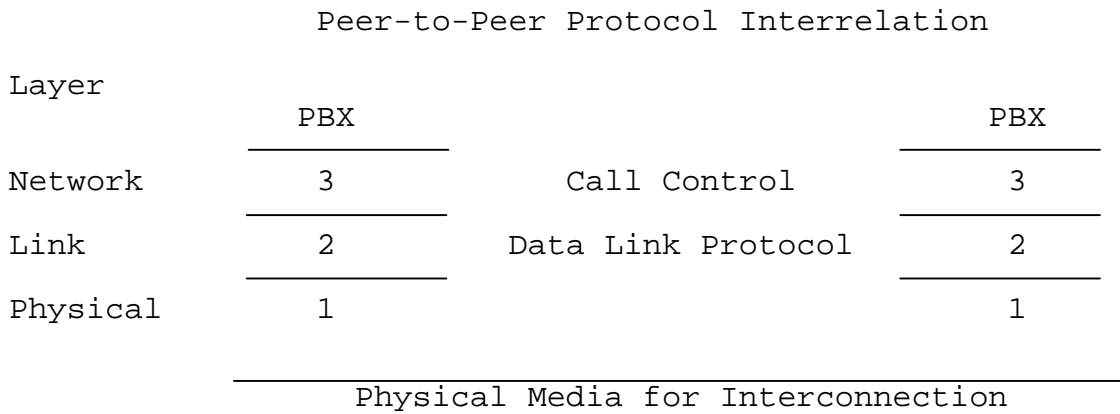 Peer-to-Peer Protocol Interrelation
Layer
PBX PBX
Network 3 Call Control 3
Link 2 Data Link Protocol 2
Physical 1 1
Physical Media for Interconnection